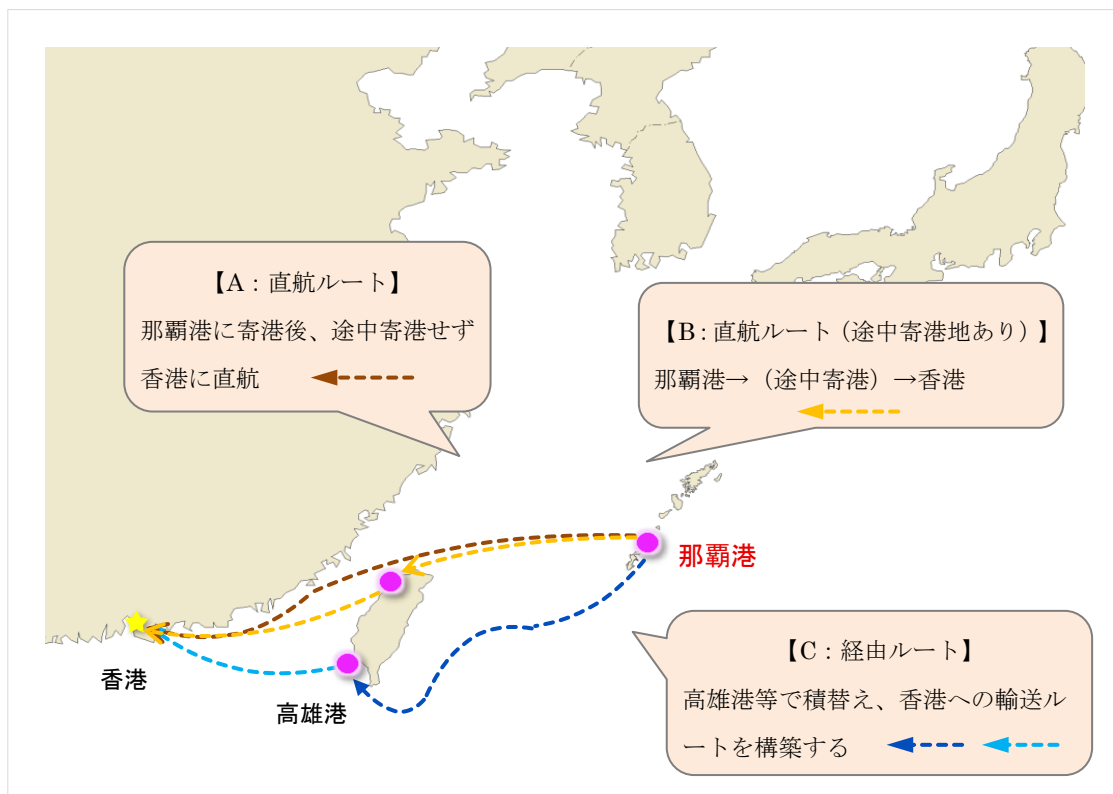 【A：直航ルート】
那覇港に寄港後、途中寄港せず
香港に直航
【B：直航ルート（途中寄港地あり）】
那覇港→（途中寄港）→香港
那覇港
香港
高雄港
【C：経由ルート】
高雄港等で積替え、香港への輸送ル
ートを構築する